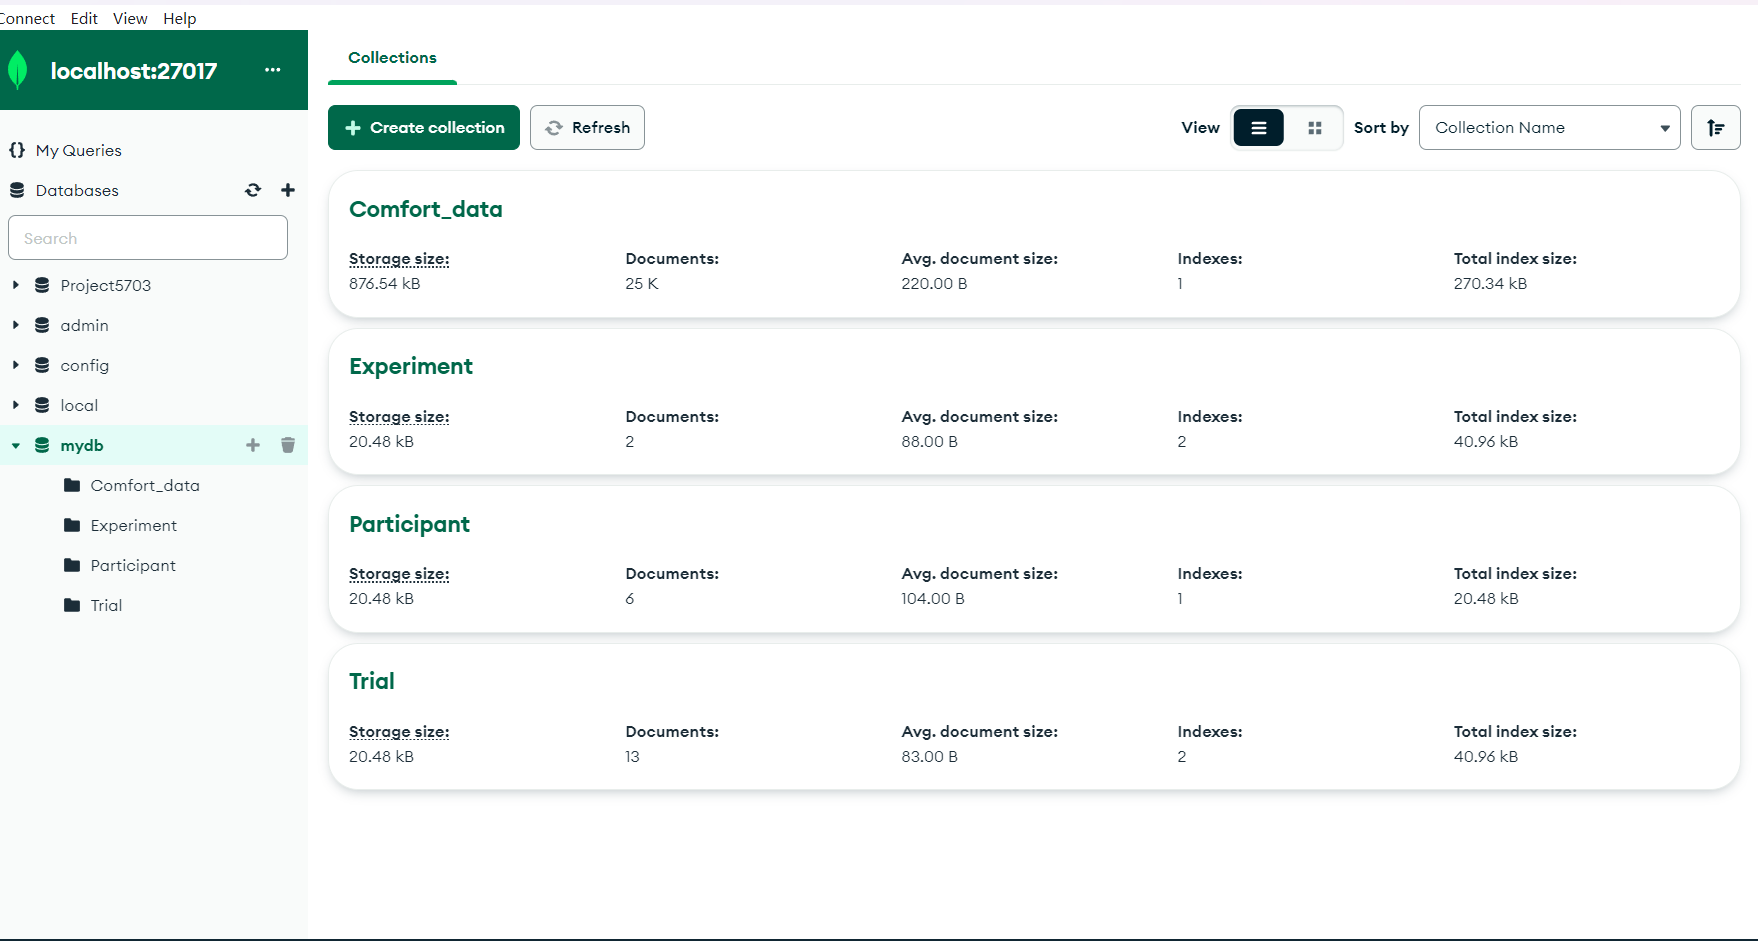 Connect Edit View Help
localhost:27017
My Queries
Databases
Search
Project5703
admin
config
local
mydb
Comfort_data
Experiment
Participant
Trial
Collections
Create collection Refresh View Sort by Collection Name
Comfort_data
Storage size: Documents: Avg. document size: Indexes: Total index size:
876.54 kB 25 K 220.00 B 1 270.34 kB
Experiment
Storage size: Documents: Avg. document size: Indexes: Total index size:
20.48 kB 2 88.00 B 2 40.96 kB
Participant
Storage size: Documents: Avg. document size: Indexes: Total index size:
20.48 kB 6 104.00 B 1 20.48 kB
Trial
Storage size: Documents: Avg. document size: Indexes: Total index size:
20.48 kB 13 83.00 B 2 40.96 kB